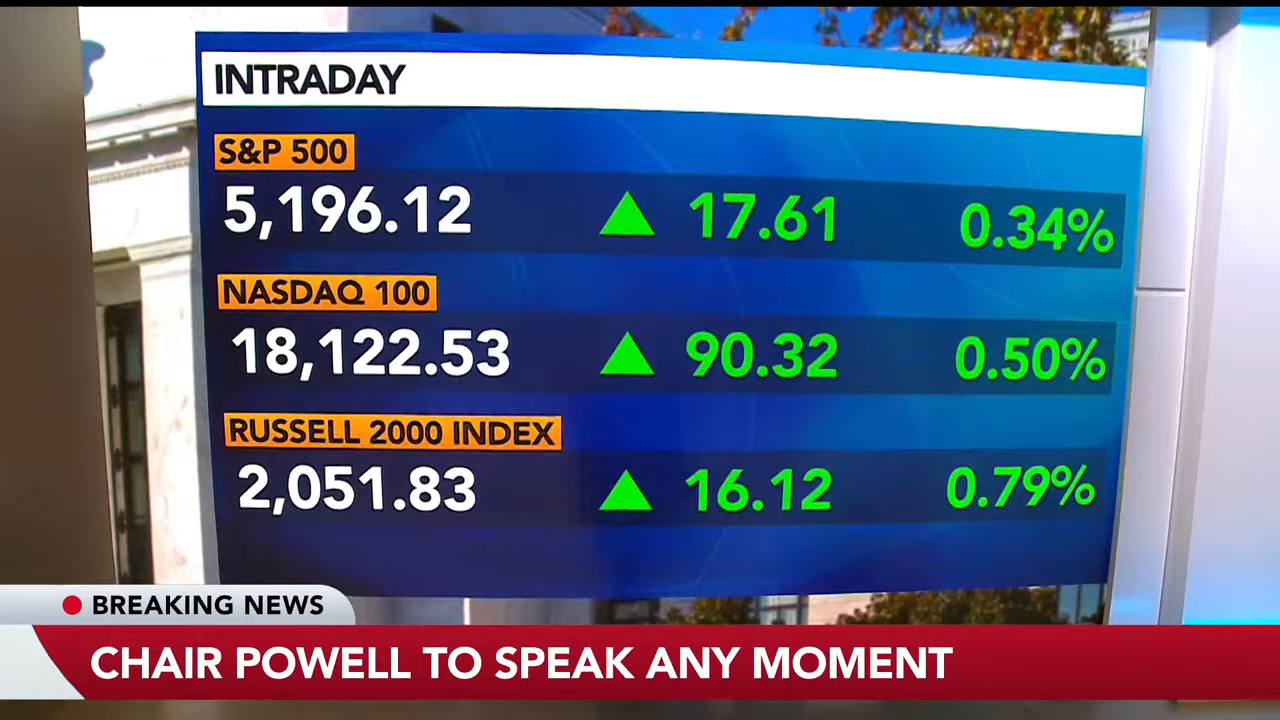 INTRADAY
S&P 500
5,196.12 ▲ 17.61 0.34%
NASDAQ 100
18,122.53 ▲ 90.32 0.50%
RUSSELL 2000 INDEX
2,051.83 ▲ 16.12 0.79%
BREAKING NEWS
CHAIR POWELL TO SPEAK ANY MOMENT